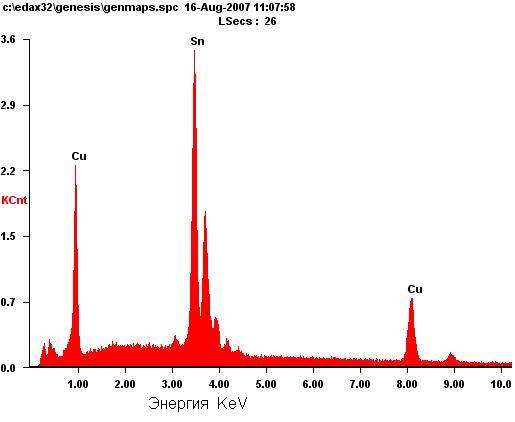 c:\edax32\genesis\genmaps.spc 16-Aug-2007 11:07:58
LSecs : 26
3.6
Sn
2.9
Cu
2.2
KCnt
1.5
Cu
0.7
0.0
1.00 2.00 3.00 4.00 5.00 6.00 7.00 8.00 9.00 10.0
Энергия KeV